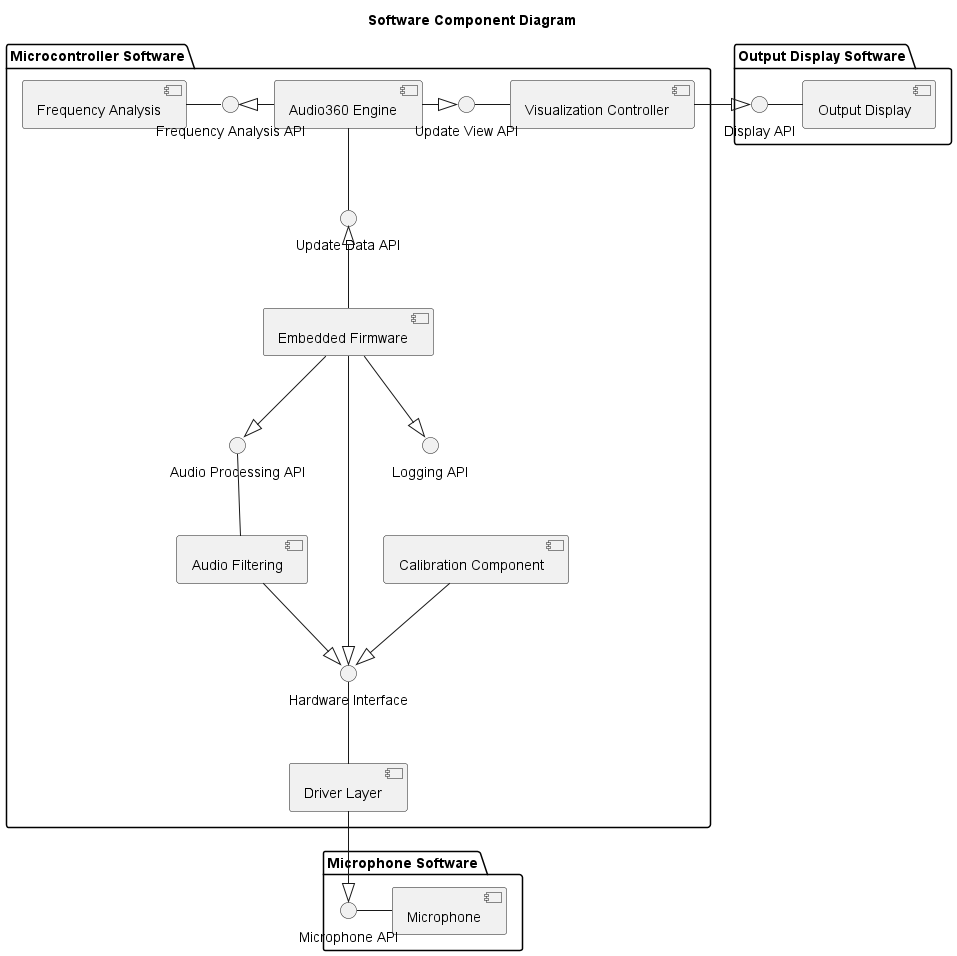 Software Component Diagram
Microcontroller Software
Output Display Software
Frequency Analysis
Audio360 Engine
Visualization Controller
Output Display
Frequency Analysis API
Update View API
Display API
Update Data API
Embedded Firmware
Audio Processing API
Logging API
Audio Filtering
Calibration Component
Hardware Interface
Driver Layer
Microphone Software
Microphone
Microphone API